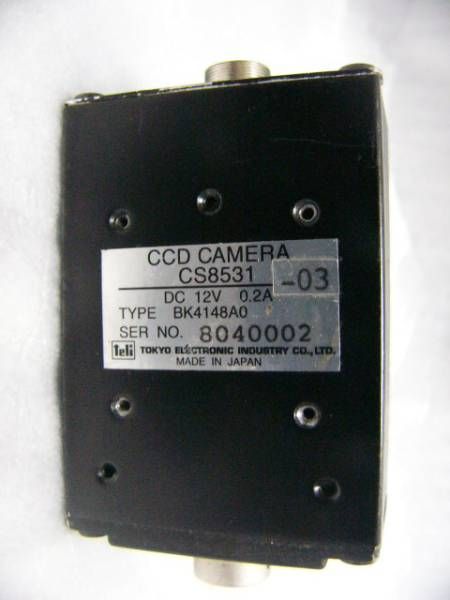 CCD CAMERA
CS8531 -03
DC 12V 0.2A
TYPE BK4148A0
SER NO. 8040002
teli TOKYO ELECTRONIC INDUSTRY CO., LTD.
MADE IN JAPAN